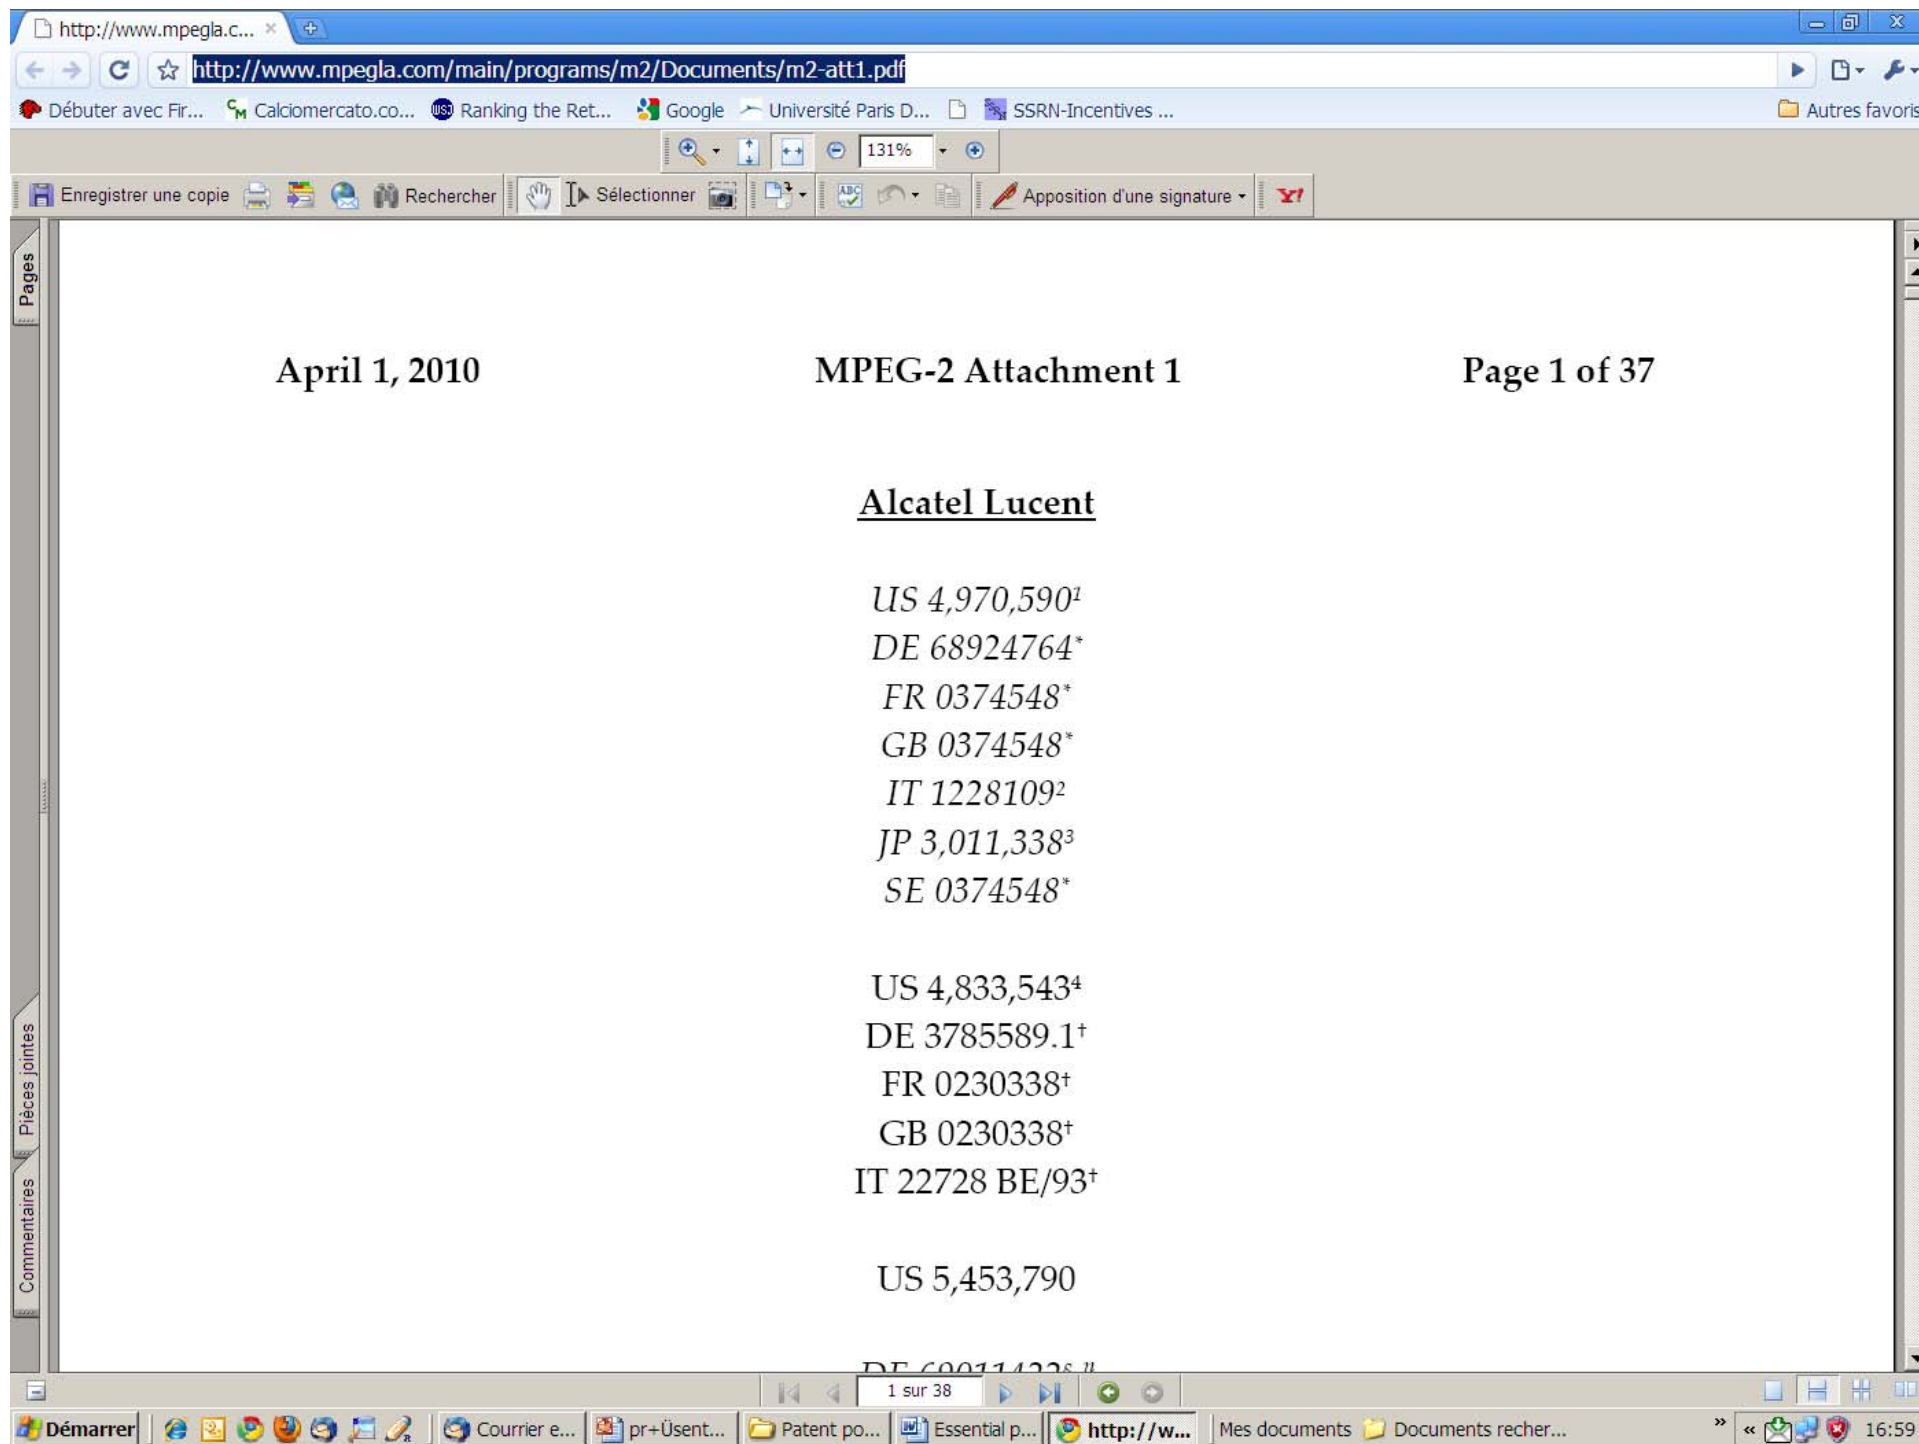 http://www.mpegla.c...
http://www.mpegla.com/main/programs/m2/Documents/m2-att1.pdf
Débuter avec Fir... CM Calciomercato.co... WSJ Ranking the Ret... Google Université Paris D... SSRN-Incentives ... Autres favoris
131%
Enregistrer une copie Rechercher Sélectionner ABC Apposition d'une signature Y!
Pages
April 1, 2010 MPEG-2 Attachment 1 Page 1 of 37
Alcatel Lucent
US 4,970,590¹
DE 68924764*
FR 0374548*
GB 0374548*
IT 1228109²
JP 3,011,338³
SE 0374548*
US 4,833,543⁴
DE 3785589.1†
FR 0230338†
GB 0230338†
IT 22728 BE/93†
US 5,453,790
Pièces jointes
Commentaires
1 sur 38
Démarrer Courrier e... pr+Üsent... Patent po... Essential p... http://w... Mes documents Documents recher... » « 16:59